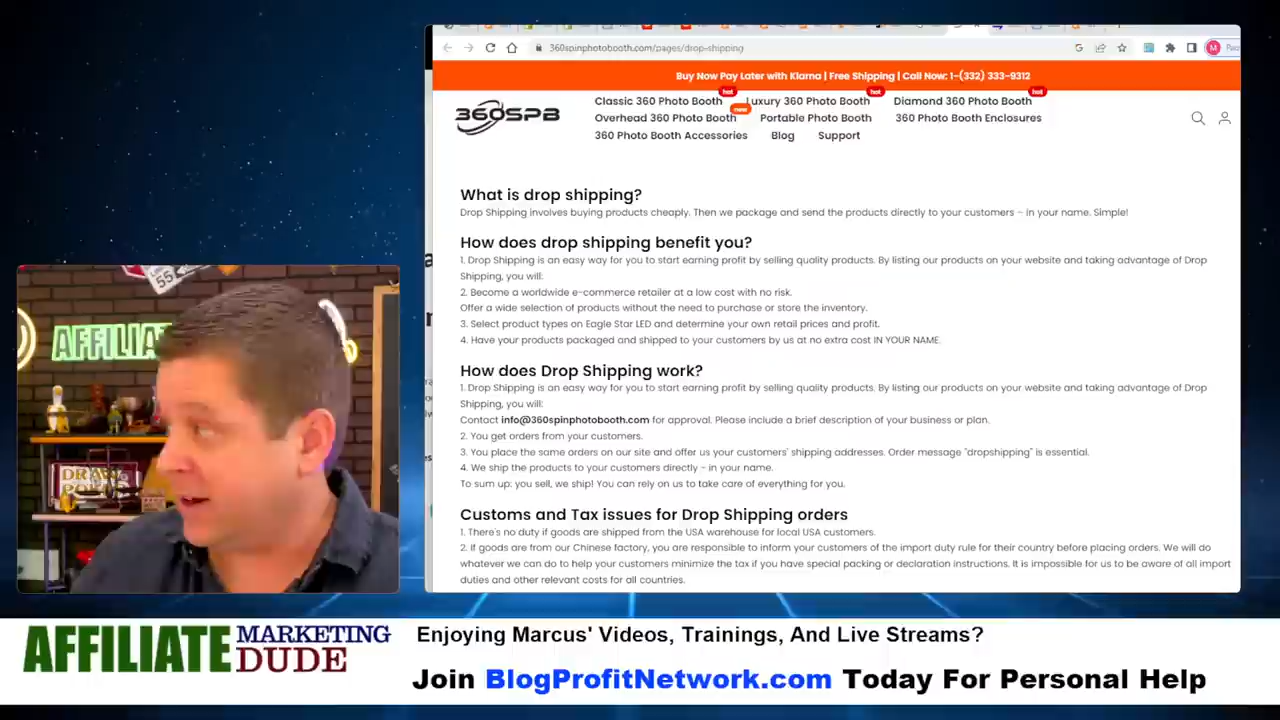 360spinphotobooth.com/pages/drop-shipping
Buy Now Pay Later with Klarna | Free Shipping | Call Now: 1-(332) 333-9312
360SPB
Classic 360 Photo Booth hot Luxury 360 Photo Booth hot Diamond 360 Photo Booth hot
Overhead 360 Photo Booth new Portable Photo Booth 360 Photo Booth Enclosures
360 Photo Booth Accessories Blog Support
What is drop shipping?
Drop Shipping involves buying products cheaply. Then we package and send the products directly to your customers – in your name. Simple!
How does drop shipping benefit you?
1. Drop Shipping is an easy way for you to start earning profit by selling quality products. By listing our products on your website and taking advantage of Drop
Shipping, you will:
2. Become a worldwide e-commerce retailer at a low cost with no risk.
Offer a wide selection of products without the need to purchase or store the inventory.
3. Select product types on Eagle Star LED and determine your own retail prices and profit.
4. Have your products packaged and shipped to your customers by us at no extra cost IN YOUR NAME.
How does Drop Shipping work?
1. Drop Shipping is an easy way for you to start earning profit by selling quality products. By listing our products on your website and taking advantage of Drop
Shipping, you will:
Contact info@360spinphotobooth.com for approval. Please include a brief description of your business or plan.
2. You get orders from your customers.
3. You place the same orders on our site and offer us your customers' shipping addresses. Order message "dropshipping" is essential.
4. We ship the products to your customers directly - in your name.
To sum up: you sell, we ship! You can rely on us to take care of everything for you.
Customs and Tax issues for Drop Shipping orders
1. There's no duty if goods are shipped from the USA warehouse for local USA customers.
2. If goods are from our Chinese factory, you are responsible to inform your customers of the import duty rule for their country before placing orders. We will do
whatever we can do to help your customers minimize the tax if you have special packing or declaration instructions. It is impossible for us to be aware of all import
duties and other relevant costs for all countries.
55
AFFILIA
AFFILIATE MARKETING DUDE
Enjoying Marcus' Videos, Trainings, And Live Streams?
Join BlogProfitNetwork.com Today For Personal Help